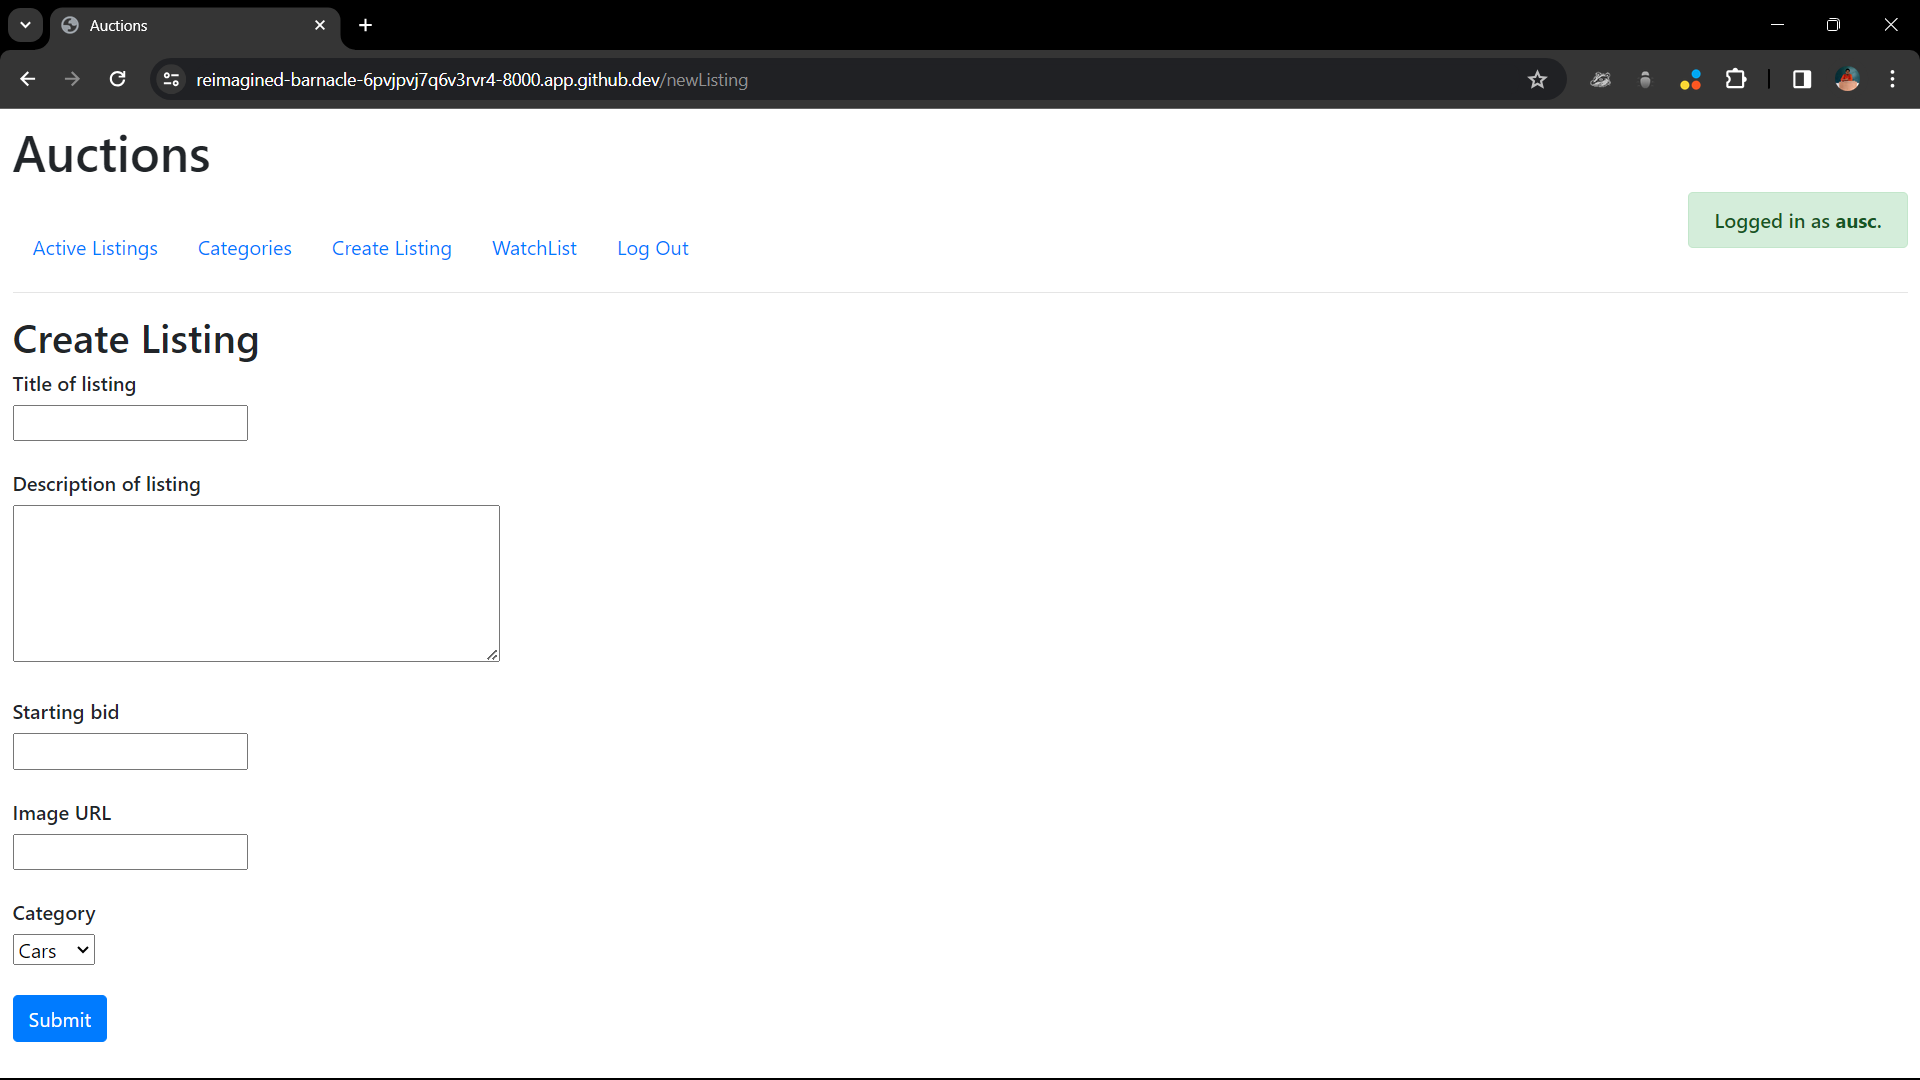 Auctions
reimagined-barnacle-6pvjpvj7q6v3rvr4-8000.app.github.dev/newListing
Auctions
Logged in as ausc.
Active Listings Categories Create Listing WatchList Log Out
Create Listing
Title of listing
Description of listing
Starting bid
Image URL
Category
Cars
Submit